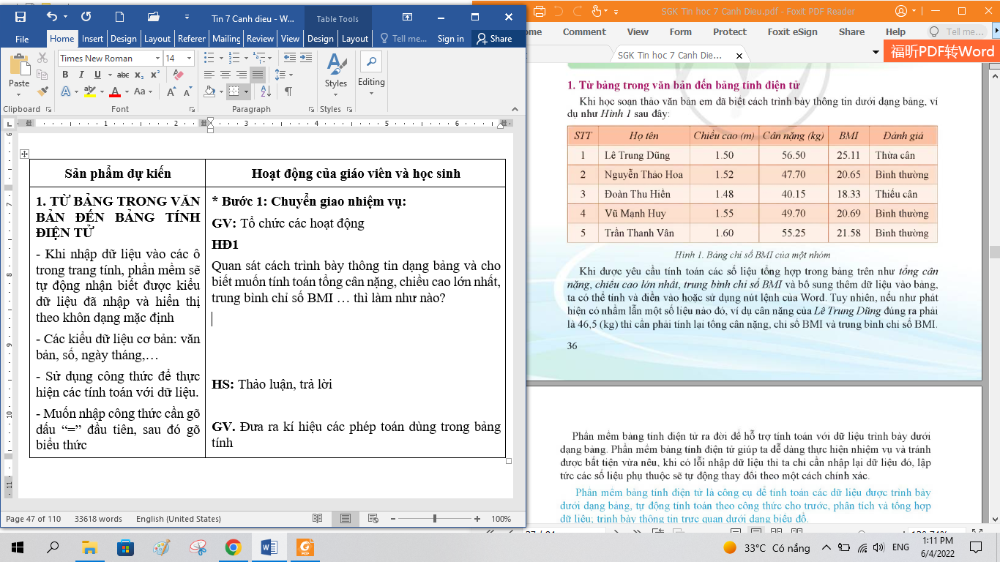 Tin 7 Canh dieu - W...
Table Tools
File
Home
Insert
Design
Layout
Referer
Mailing
Review
View
Design
Layout
Tell me...
Sign in
Share
Times New Roman
14
Paste
B I U abc x₂ x²
Aa
Styles
Editing
Clipboard
Font
Paragraph
Styles
1 2 3 4 5 6
Sản phẩm dự kiến
Hoạt động của giáo viên và học sinh
1. TỪ BẢNG TRONG VĂN
BẢN ĐẾN BẢNG TÍNH
ĐIỆN TỬ
- Khi nhập dữ liệu vào các ô
trong trang tính, phần mềm sẽ
tự động nhận biết được kiểu
dữ liệu đã nhập và hiển thị
theo khôn dạng mặc định
- Các kiểu dữ liệu cơ bản: văn
bản, số, ngày tháng,…
- Sử dụng công thức để thực
hiện các tính toán với dữ liệu.
- Muốn nhập công thức cần gõ
dấu “=” đầu tiên, sau đó gõ
biểu thức
* Bước 1: Chuyển giao nhiệm vụ:
GV: Tổ chức các hoạt động
HĐ1
Quan sát cách trình bày thông tin dạng bảng và cho
biết muốn tính toán tổng cân nặng, chiều cao lớn nhất,
trung bình chỉ số BMI … thì làm như nào?
HS: Thảo luận, trả lời
GV. Đưa ra kí hiệu các phép toán dùng trong bảng
tính
Page 47 of 110
33618 words
English (United States)
100%
SGK Tin hoc 7 Canh Dieu.pdf - Foxit PDF Reader
ome
Comment
View
Form
Protect
Foxit eSign
Share
Help
Tell me...
SGK Tin hoc 7 Canh Die...
福昕PDF转Word
1. Từ bảng trong văn bản đến bảng tính điện tử
Khi học soạn thảo văn bản em đã biết cách trình bày thông tin dưới dạng bảng, ví
dụ như Hình 1 sau đây:
STT Họ tên Chiều cao (m) Cân nặng (kg) BMI Đánh giá
1 Lê Trung Dũng 1.50 56.50 25.11 Thừa cân
2 Nguyễn Thảo Hoa 1.52 47.70 20.65 Bình thường
3 Đoàn Thu Hiền 1.48 40.15 18.33 Thiếu cân
4 Vũ Mạnh Huy 1.55 49.70 20.69 Bình thường
5 Trần Thanh Vân 1.60 55.25 21.58 Bình thường
Hình 1. Bảng chỉ số BMI của một nhóm
Khi được yêu cầu tính toán các số liệu tổng hợp trong bảng trên như tổng cân
nặng, chiều cao lớn nhất, trung bình chỉ số BMI và bổ sung thêm dữ liệu vào bảng,
ta có thể tính và điền vào hoặc sử dụng nút lệnh của Word. Tuy nhiên, nếu như phát
hiện có nhầm lẫn một số liệu nào đó, ví dụ cân nặng của Lê Trung Dũng đúng ra phải
là 46,5 (kg) thì cần phải tính lại tổng cân nặng, chỉ số BMI và trung bình chỉ số BMI.
36
Phần mềm bảng tính điện tử ra đời để hỗ trợ tính toán với dữ liệu trình bày dưới
dạng bảng. Phần mềm bảng tính điện tử giúp ta dễ dàng thực hiện nhiệm vụ và tránh
được bất tiện vừa nêu, khi có lỗi nhập dữ liệu thì ta chỉ cần nhập lại dữ liệu đó, lập
tức các số liệu phụ thuộc sẽ tự động thay đổi theo một cách chính xác.
Phần mềm bảng tính điện tử là công cụ để tính toán các dữ liệu được trình bày
dưới dạng bảng, tự động tính toán theo công thức cho trước, phân tích và tổng hợp
dữ liệu; trình bày thông tin trực quan dưới dạng biểu đồ.
33°C Có nắng
ENG
1:11 PM
6/4/2022